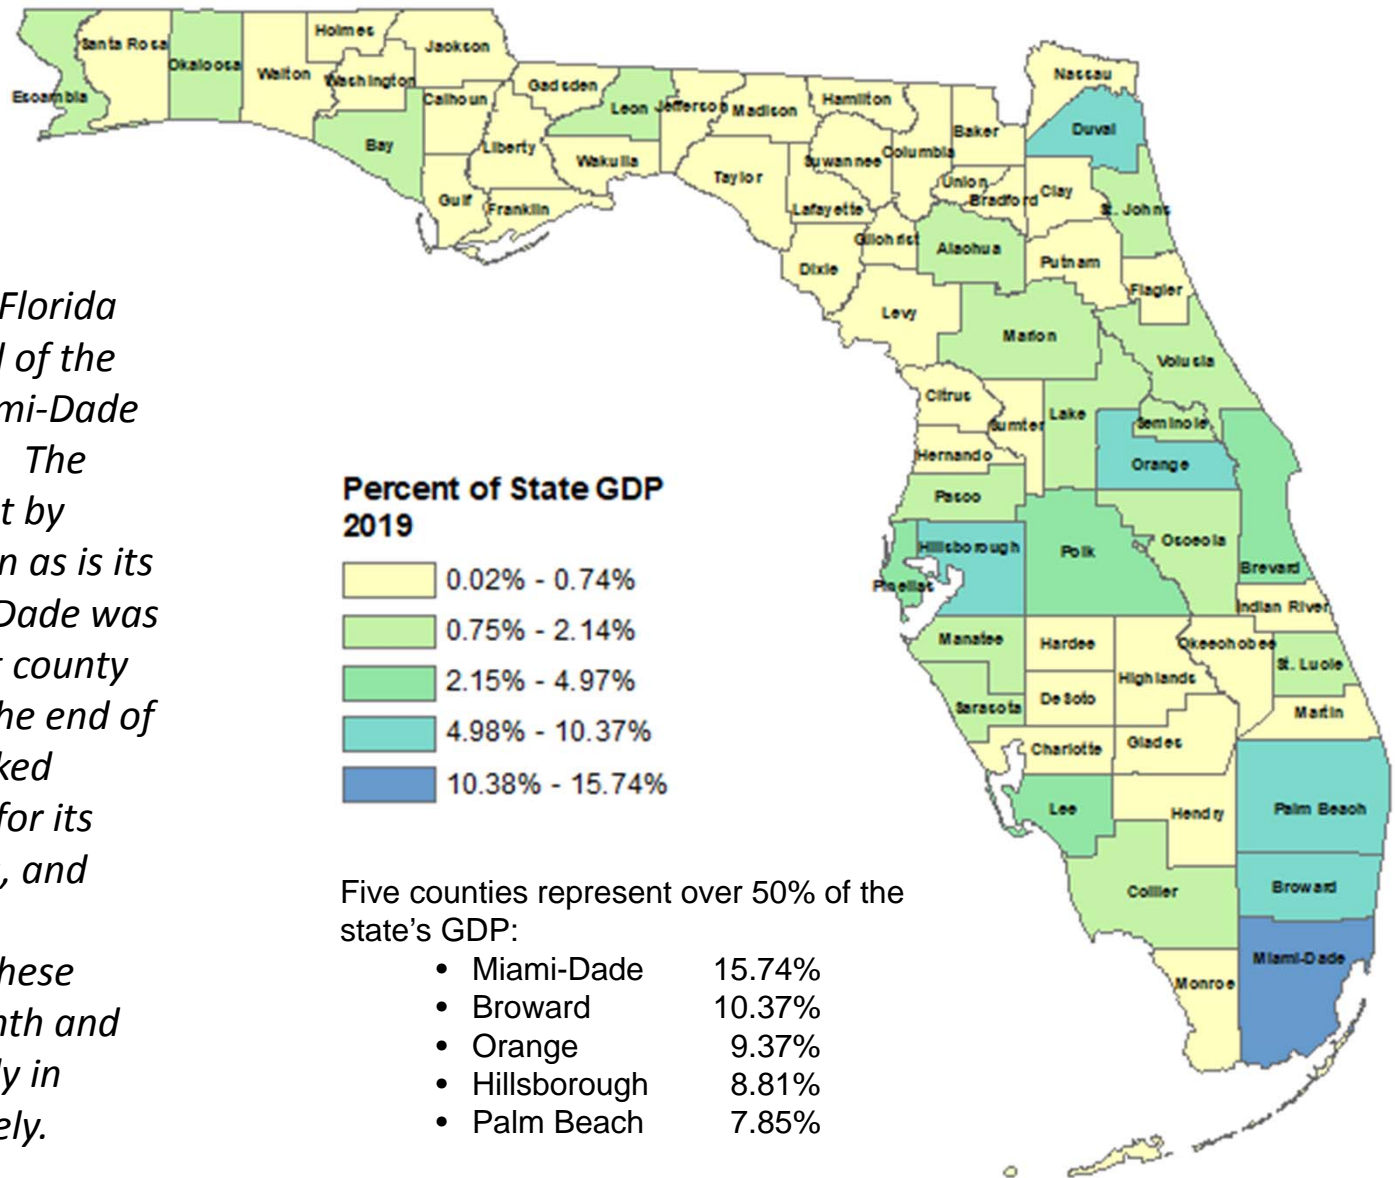 Holmes
Jackson
Santa Rosa
Okaloosa
Walton
Washington
Escambia
Calhoun
Gadsden
Leon
Jefferson
Madison
Hamilton
Nassau
Baker
Duval
Bay
Liberty
Wakulla
Suwannee
Columbia
Taylor
Union
Bradford
Clay
Gulf
Franklin
Lafayette
St. Johns
Gilchrist
Alachua
Dixie
Putnam
Flagler
Levy
Marion
Volusia
Citrus
Sumter
Lake
Seminole
Hernando
Orange
Pasco
Hillsborough
Polk
Osceola
Brevard
Pinellas
Indian River
Manatee
Hardee
Okeechobee
Highlands
St. Lucie
Sarasota
DeSoto
Martin
Charlotte
Glades
Lee
Hendry
Palm Beach
Collier
Broward
Miami-Dade
Monroe
Florida
of the
mi-Dade
The
t by
n as is its
Dade was
county
he end of
ked
for its
, and
hese
nth and
ly in
ely.
Percent of State GDP
2019
0.02% - 0.74%
0.75% - 2.14%
2.15% - 4.97%
4.98% - 10.37%
10.38% - 15.74%
Five counties represent over 50% of the
state’s GDP:
• Miami-Dade 15.74%
• Broward 10.37%
• Orange 9.37%
• Hillsborough 8.81%
• Palm Beach 7.85%